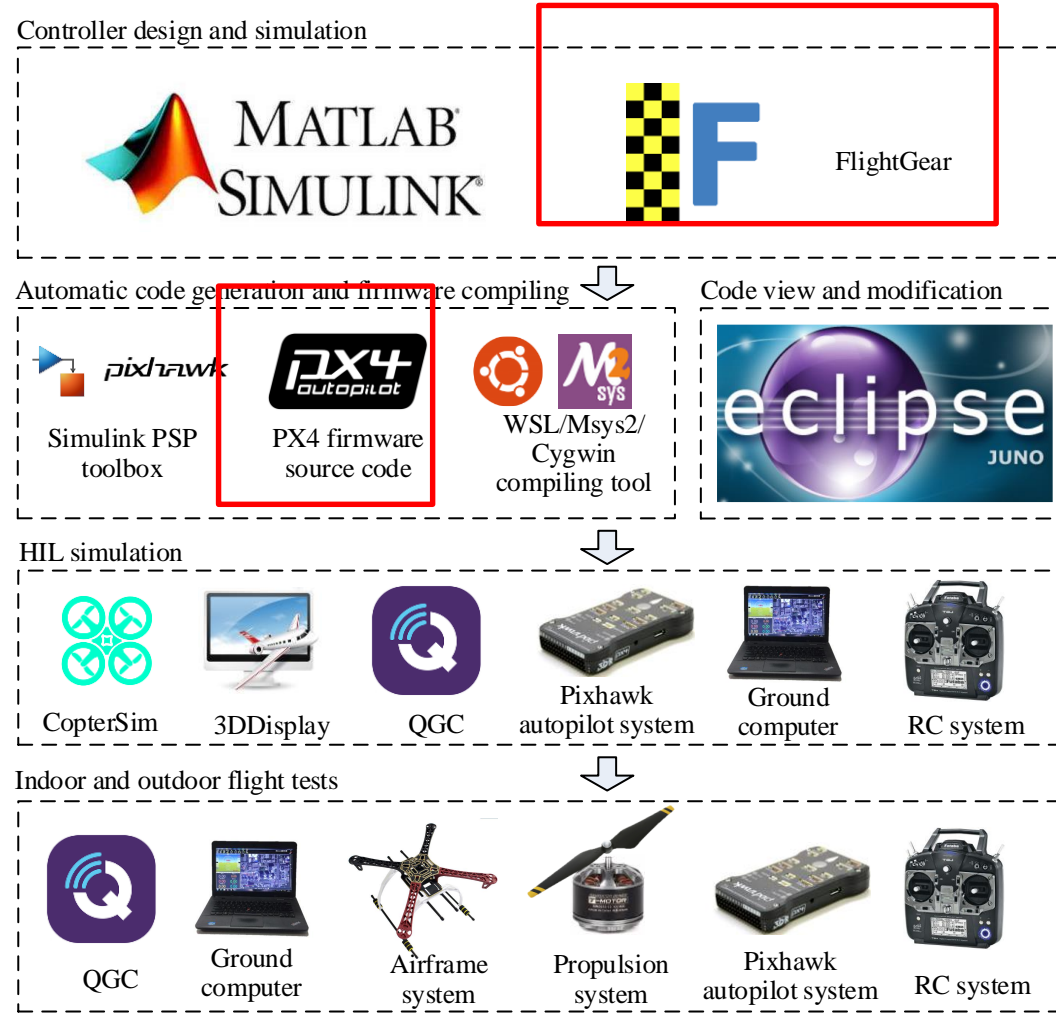 Controller design and simulation
MATLAB®
SIMULINK®
F
FlightGear
Automatic code generation and firmware compiling
Code view and modification
pixhawk
Simulink PSP
toolbox
px4
autopilot
PX4 firmware
source code
M2
sys
WSL/Msys2/
Cygwin
compiling tool
eclipse
JUNO
HIL simulation
CopterSim
3DDisplay
QGC
Pixhawk
autopilot system
Ground
computer
RC system
Indoor and outdoor flight tests
QGC
Ground
computer
Airframe
system
T-MOTOR
Propulsion
system
Pixhawk
autopilot system
RC system